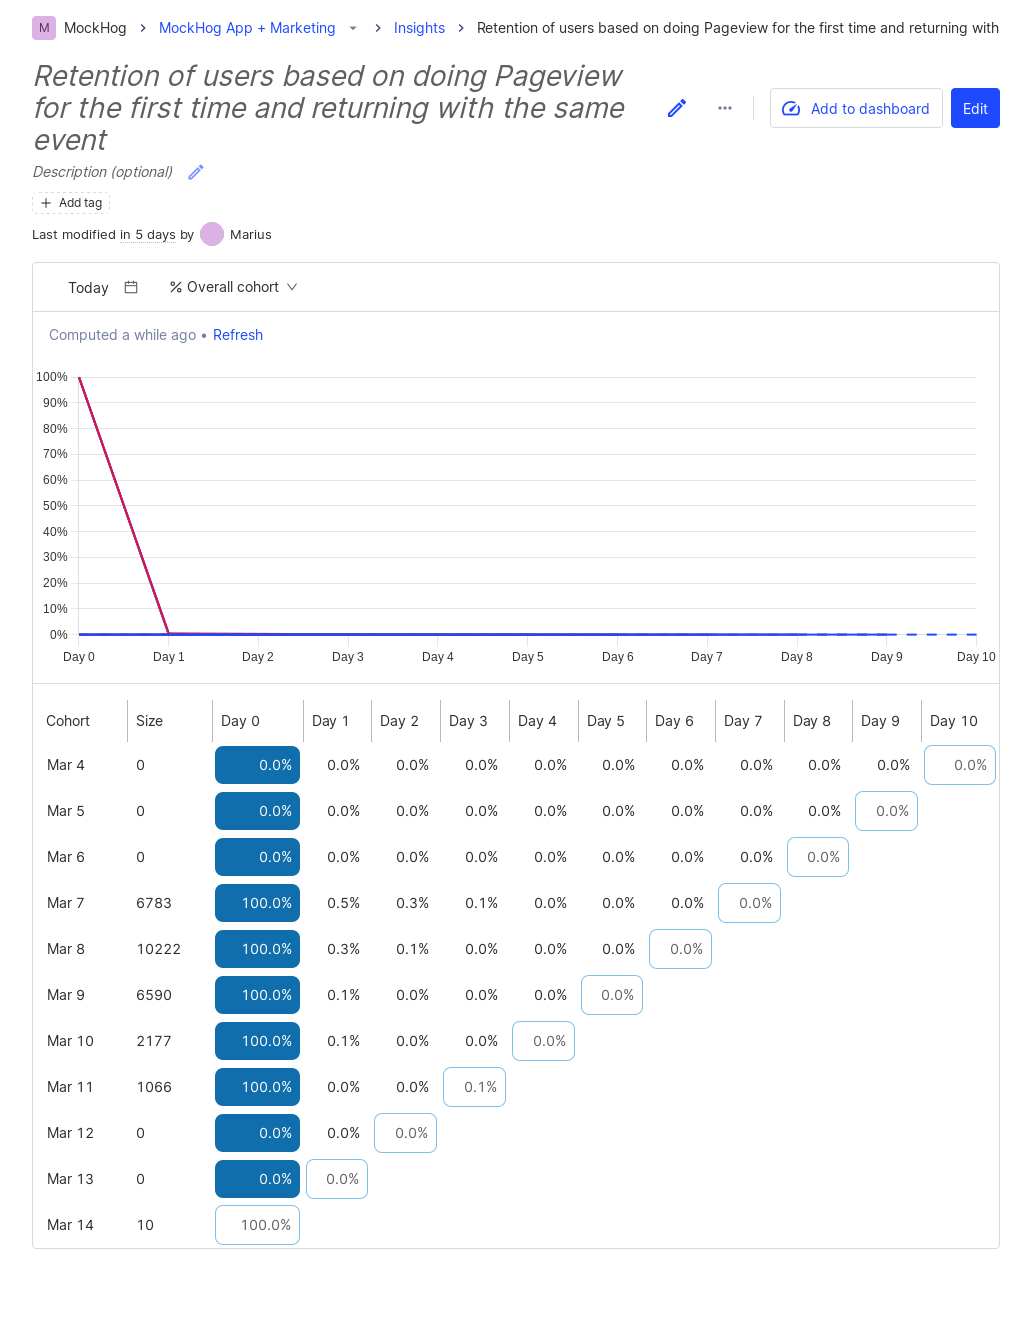 M MockHog > MockHog App + Marketing > Insights > Retention of users based on doing Pageview for the first time and returning with
Retention of users based on doing Pageview
for the first time and returning with the same
event
Add to dashboard Edit
Description (optional)
+ Add tag
Last modified in 5 days by Marius
Today % Overall cohort
Computed a while ago • Refresh
100%
90%
80%
70%
60%
50%
40%
30%
20%
10%
0%
Day 0 Day 1 Day 2 Day 3 Day 4 Day 5 Day 6 Day 7 Day 8 Day 9 Day 10
Cohort Size Day 0 Day 1 Day 2 Day 3 Day 4 Day 5 Day 6 Day 7 Day 8 Day 9 Day 10
Mar 4 0 0.0% 0.0% 0.0% 0.0% 0.0% 0.0% 0.0% 0.0% 0.0% 0.0% 0.0%
Mar 5 0 0.0% 0.0% 0.0% 0.0% 0.0% 0.0% 0.0% 0.0% 0.0% 0.0%
Mar 6 0 0.0% 0.0% 0.0% 0.0% 0.0% 0.0% 0.0% 0.0% 0.0%
Mar 7 6783 100.0% 0.5% 0.3% 0.1% 0.0% 0.0% 0.0% 0.0%
Mar 8 10222 100.0% 0.3% 0.1% 0.0% 0.0% 0.0% 0.0%
Mar 9 6590 100.0% 0.1% 0.0% 0.0% 0.0% 0.0%
Mar 10 2177 100.0% 0.1% 0.0% 0.0% 0.0%
Mar 11 1066 100.0% 0.0% 0.0% 0.1%
Mar 12 0 0.0% 0.0% 0.0%
Mar 13 0 0.0% 0.0%
Mar 14 10 100.0%